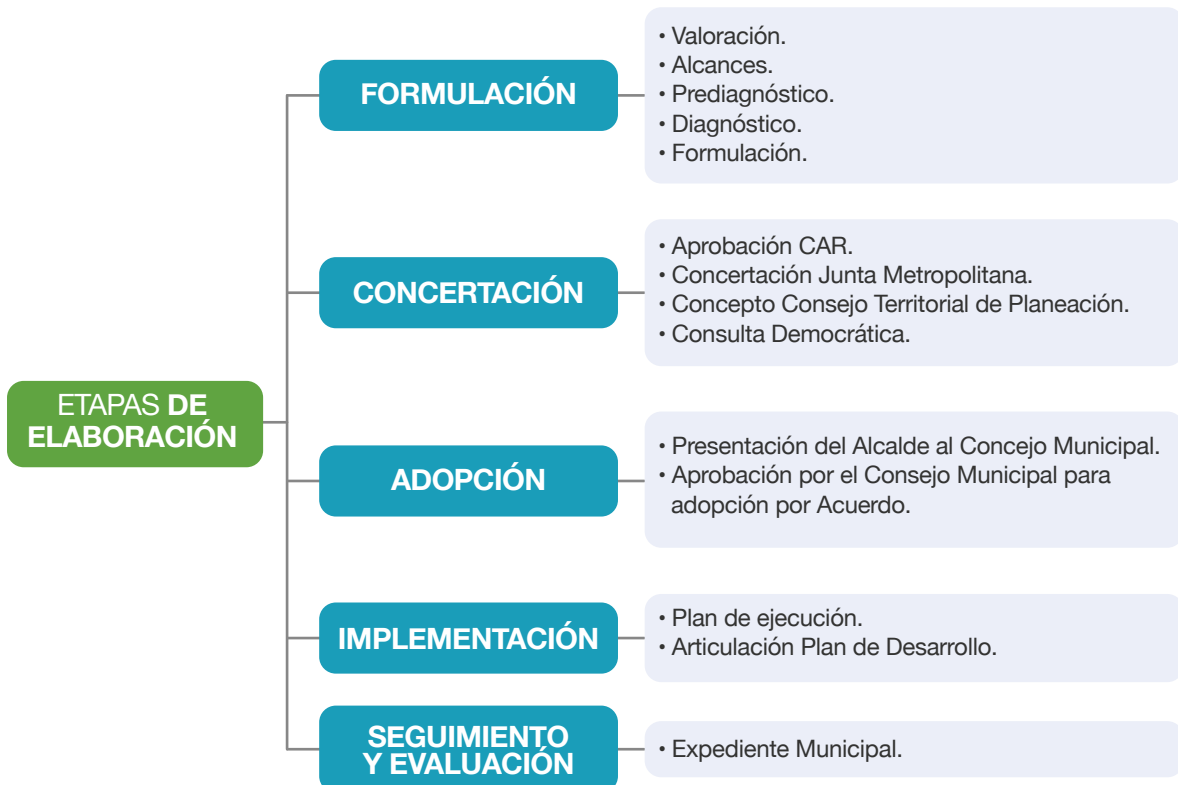 ETAPAS DE
ELABORACIÓN
FORMULACIÓN
• Valoración.
• Alcances.
• Prediagnóstico.
• Diagnóstico.
• Formulación.
CONCERTACIÓN
• Aprobación CAR.
• Concertación Junta Metropolitana.
• Concepto Consejo Territorial de Planeación.
• Consulta Democrática.
ADOPCIÓN
• Presentación del Alcalde al Concejo Municipal.
• Aprobación por el Consejo Municipal para
adopción por Acuerdo.
IMPLEMENTACIÓN
• Plan de ejecución.
• Articulación Plan de Desarrollo.
SEGUIMIENTO
Y EVALUACIÓN
• Expediente Municipal.